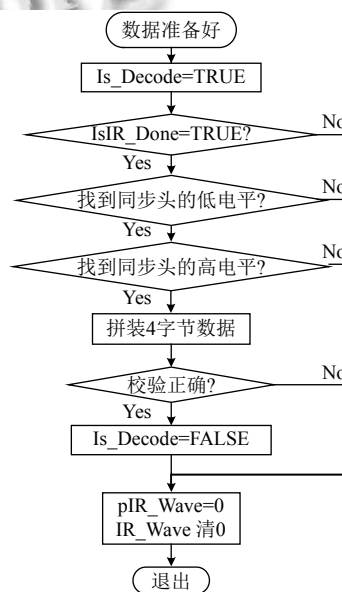 数据准备好
Is_Decode=TRUE
IsIR_Done=TRUE?
No
Yes
找到同步头的低电平?
No
Yes
找到同步头的高电平?
No
Yes
拼装4字节数据
校验正确?
No
Yes
Is_Decode=FALSE
pIR_Wave=0
IR_Wave 清0
退出